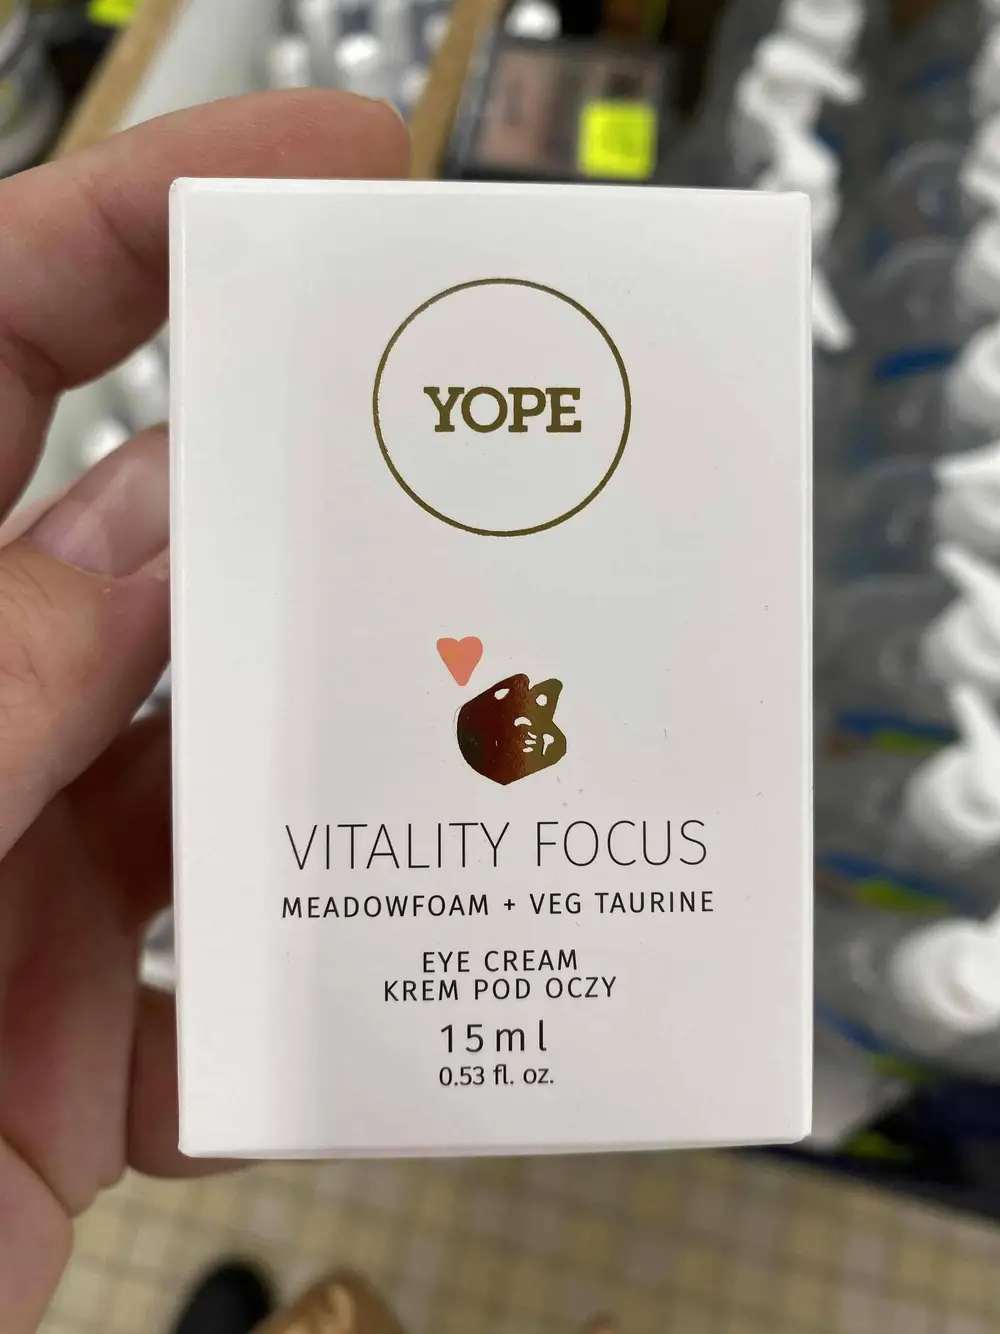 YOPE
VITALITY FOCUS
MEADOWFOAM + VEG TAURINE
EYE CREAM
KREM POD OCZY
15ml
0.53 fl. oz.